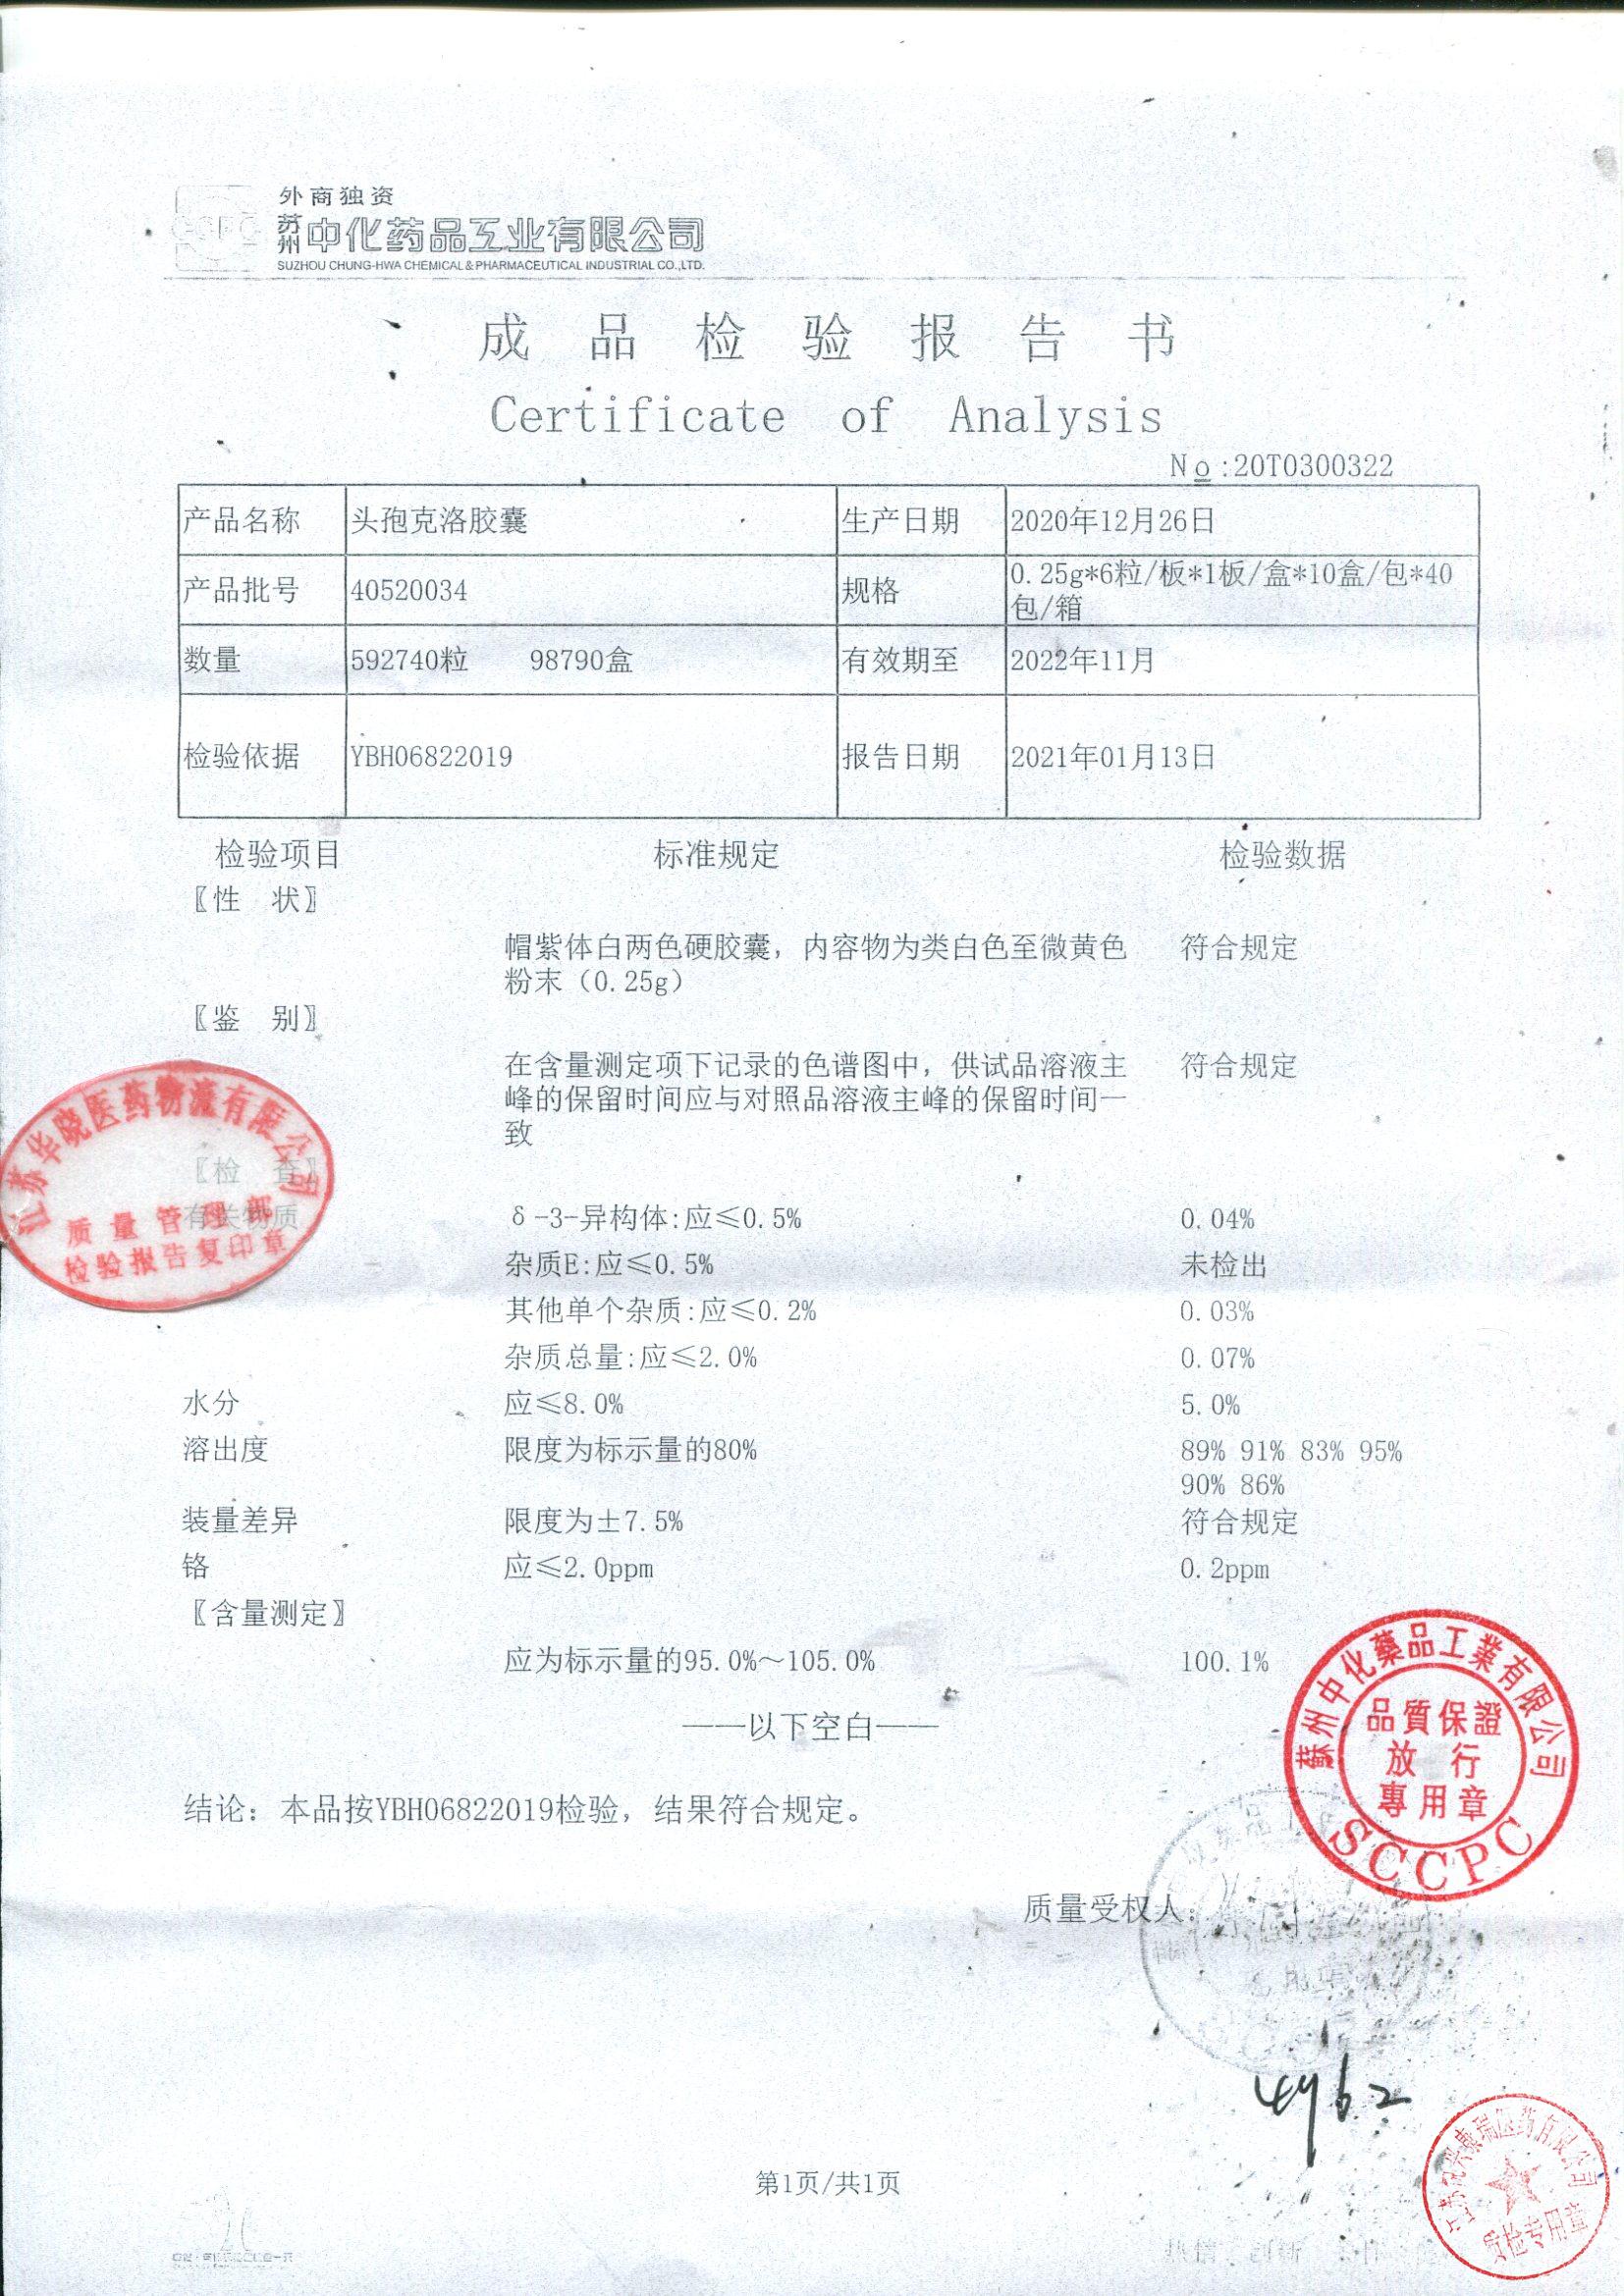 外商独资
苏州中化药品工业有限公司
SUZHOU CHUNG-HWA CHEMICAL & PHARMACEUTICAL INDUSTRIAL CO.,LTD.
成品检验报告书
Certificate of Analysis
No:20T0300322
产品名称 头孢克洛胶囊 生产日期 2020年12月26日
产品批号 40520034 规格 0.25g*6粒/板*1板/盒*10盒/包*40
包/箱
数量 592740粒 98790盒 有效期至 2022年11月
检验依据 YBH06822019 报告日期 2021年01月13日
检验项目 标准规定 检验数据
〖性 状〗
帽紫体白两色硬胶囊，内容物为类白色至微黄色 符合规定
粉末（0.25g）
〖鉴 别〗
在含量测定项下记录的色谱图中，供试品溶液主 符合规定
峰的保留时间应与对照品溶液主峰的保留时间一
致
〖检 查〗
有关物质 δ-3-异构体:应≤0.5% 0.04%
杂质E:应≤0.5% 未检出
其他单个杂质:应≤0.2% 0.03%
杂质总量:应≤2.0% 0.07%
水分 应≤8.0% 5.0%
溶出度 限度为标示量的80% 89% 91% 83% 95%
90% 86%
装量差异 限度为±7.5% 符合规定
铬 应≤2.0ppm 0.2ppm
〖含量测定〗
应为标示量的95.0%～105.0% 100.1%
——以下空白——
结论：本品按YBH06822019检验，结果符合规定。
质量受权人：
江苏华晓医药物流有限公司
质量管理部
检验报告复印章
蘇州中化藥品工業有限公司
品質保證
放行
專用章
SCCPC
质检专用章
第1页/共1页